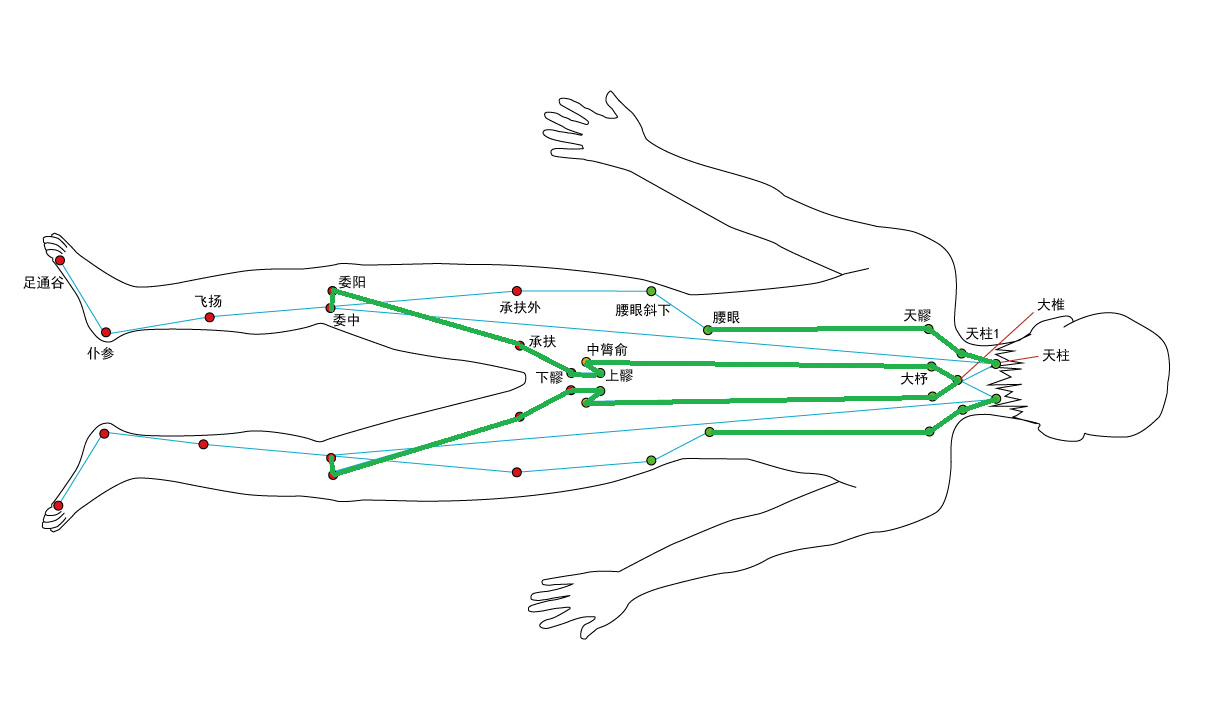 足通谷
仆参
飞扬
委阳
委中
承扶外
承扶
下髎
中膂俞
上髎
腰眼斜下
腰眼
天髎
大杼
天柱1
大椎
天柱